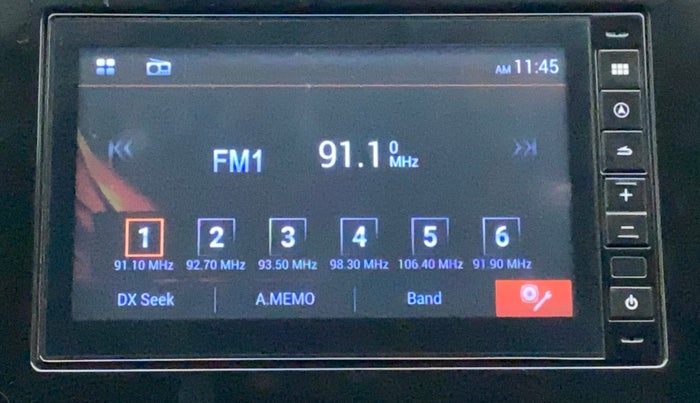 AM 11:45
FM1 91.1 0 MHz
1 2 3 4 5 6
91.10 MHz 92.70 MHz 93.50 MHz 98.30 MHz 106.40 MHz 91.90 MHz
DX Seek A.MEMO Band